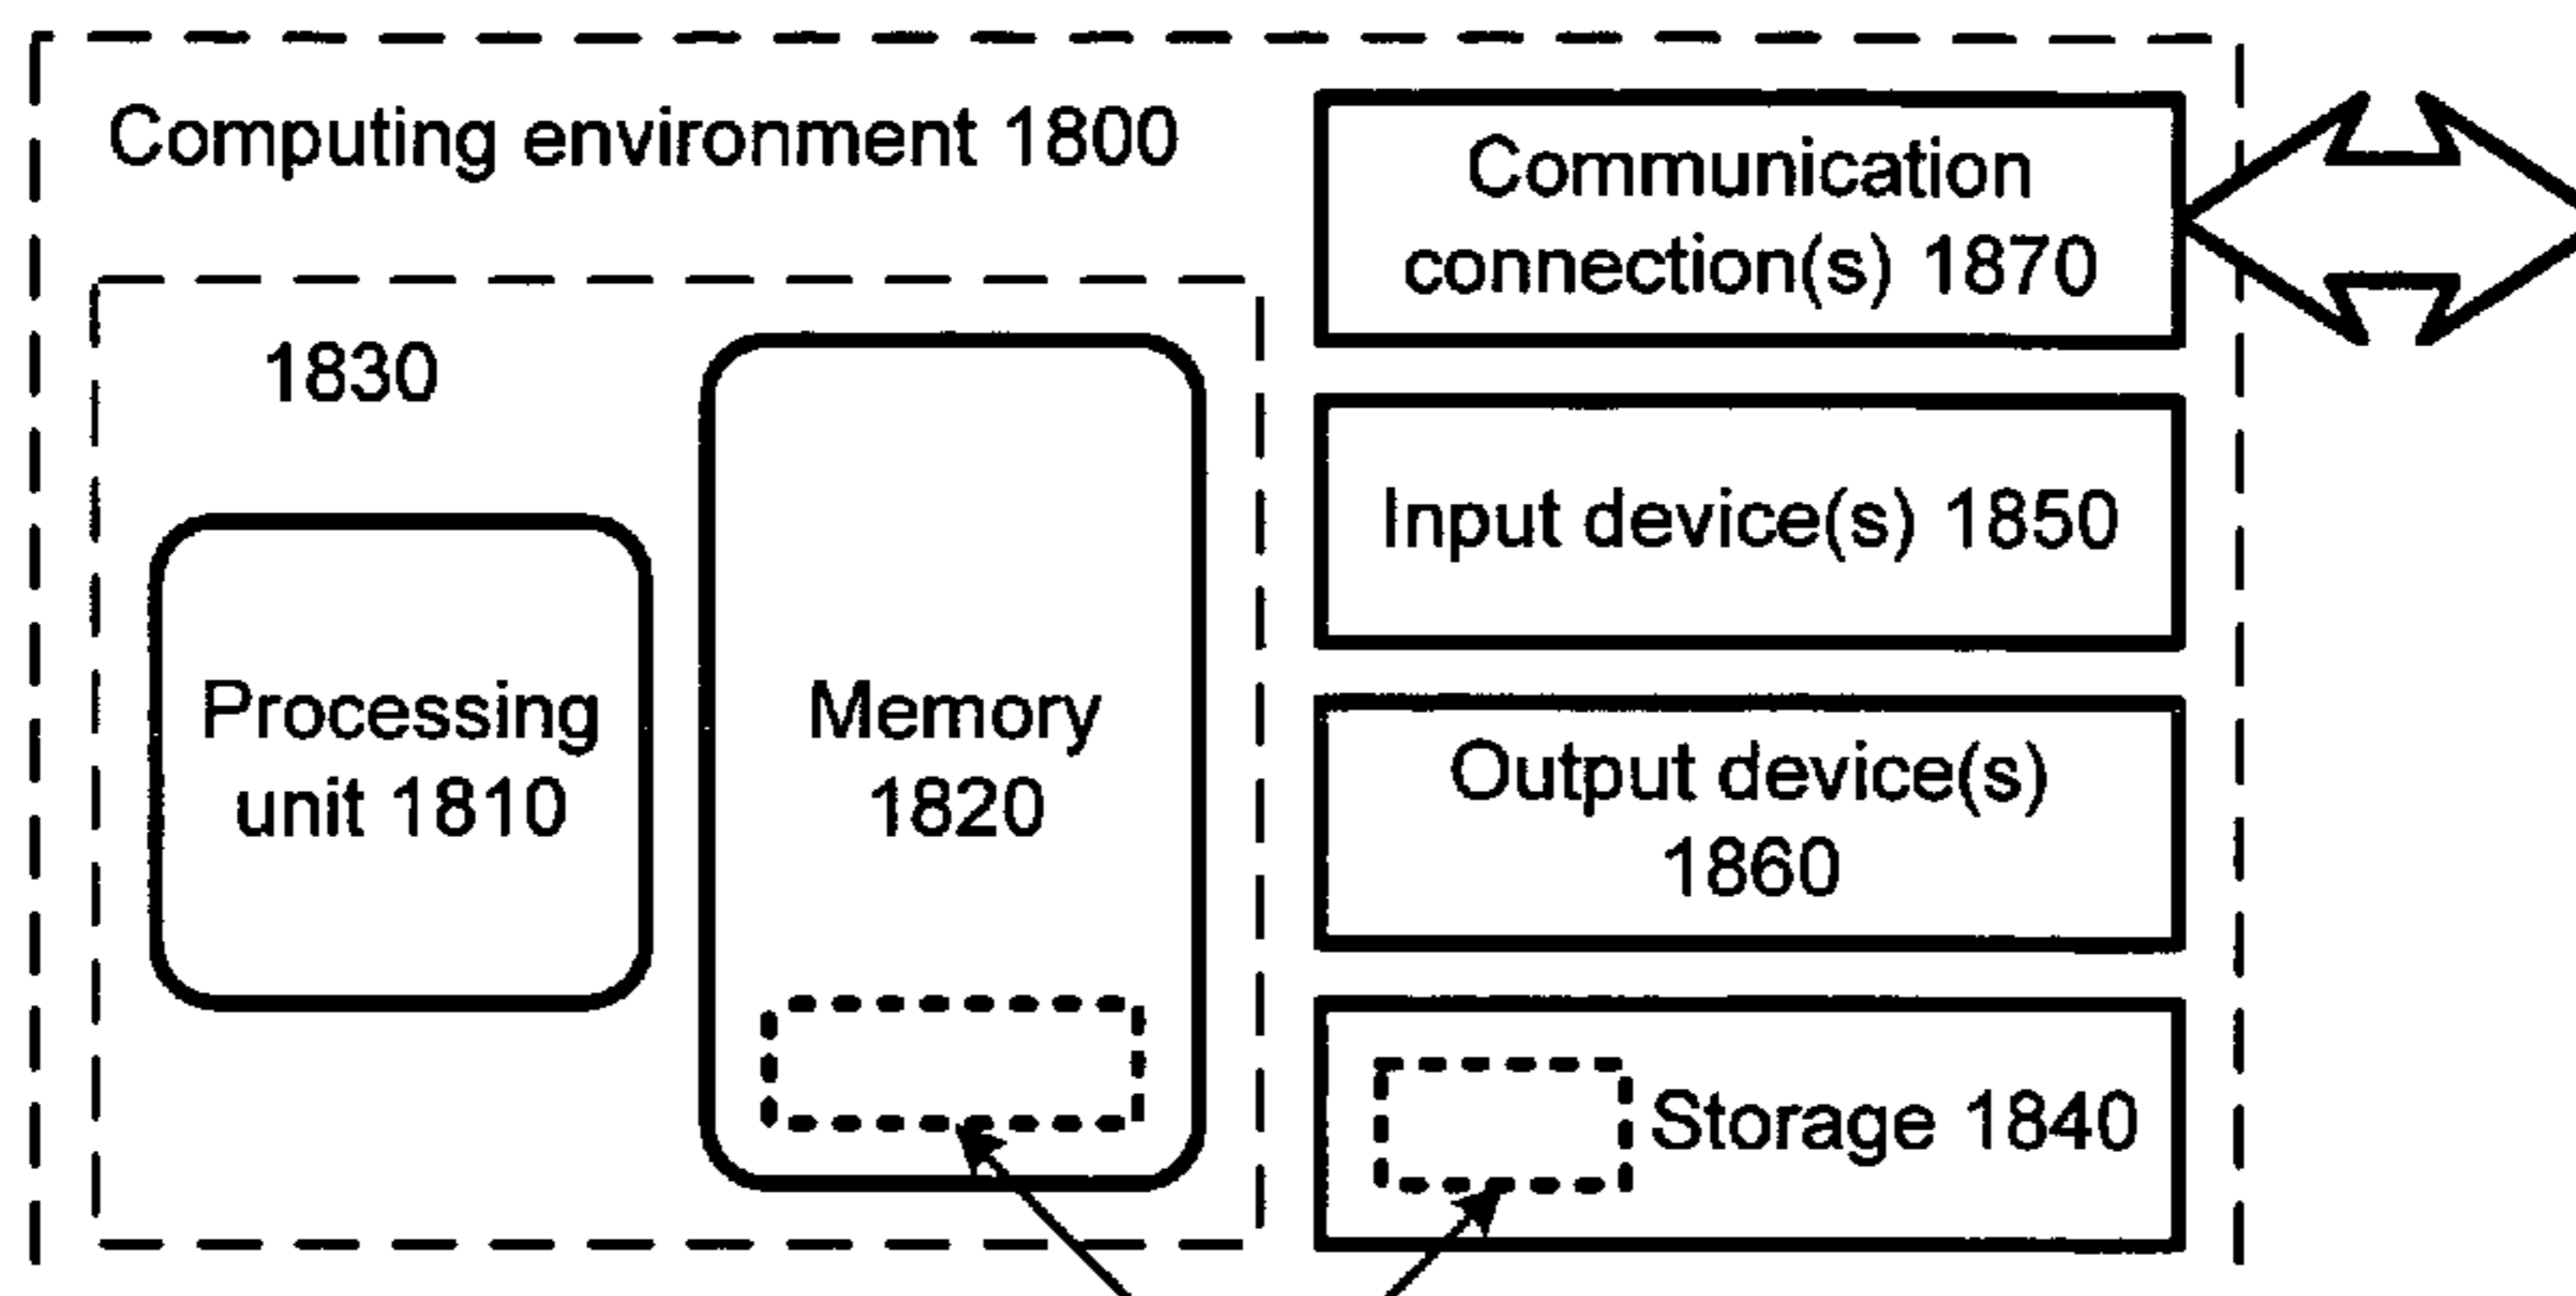 Computing environment 1800
1830
Processing
unit 1810
Memory
1820
Communication
connection(s) 1870
Input device(s) 1850
Output device(s)
1860
Storage 1840